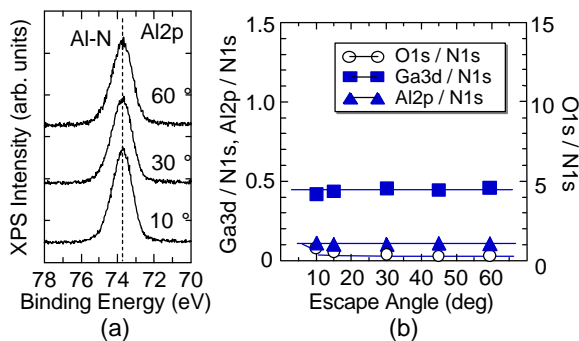 Al-N
Al2p
60 º
30 º
10 º
XPS Intensity (arb. units)
78 76 74 72 70
Binding Energy (eV)
(a)
O1s / N1s
Ga3d / N1s
Al2p / N1s
Ga3d / N1s, Al2p / N1s
1.5
1.0
0.5
0
15
10
5
0
O1s / N1s
10 20 30 40 50 60
Escape Angle (deg)
(b)